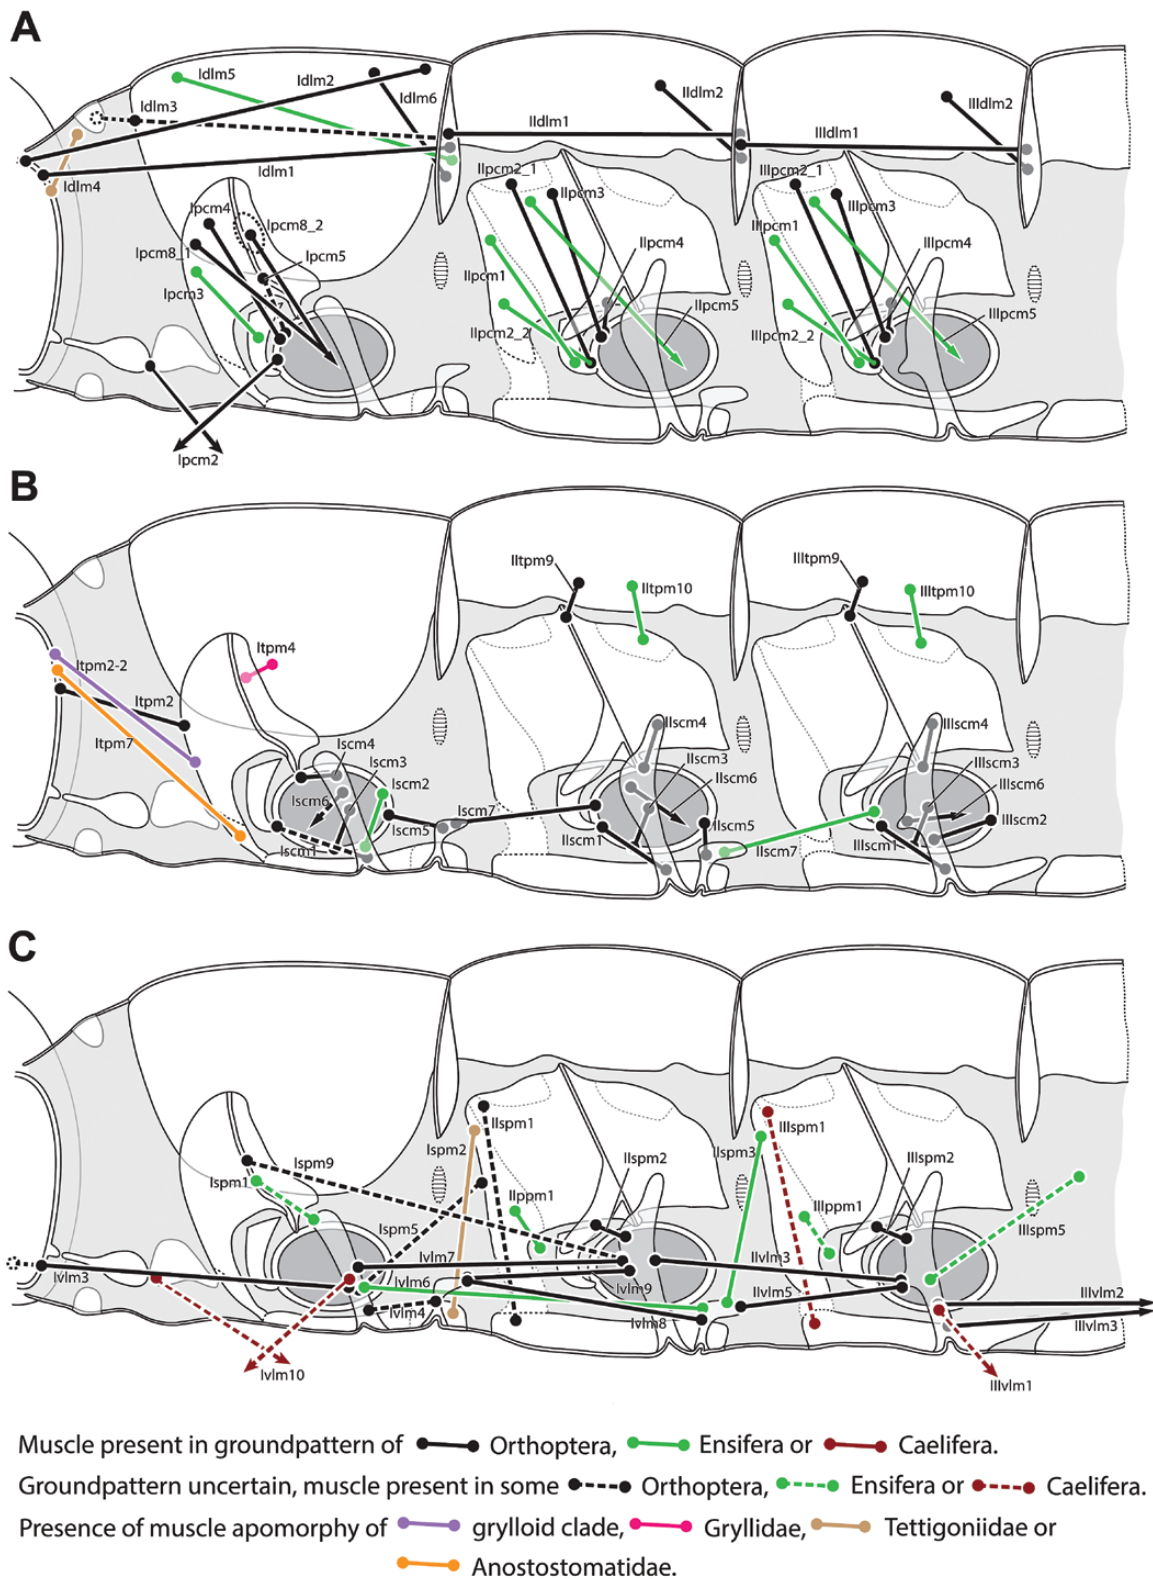 A
Idlm5
Idlm2
Idlm6
Idlm3
IIdlm2
IIIdlm2
IIdlm1
IIIdlm1
Idlm1
Idlm4
IIpcm2_1
IIIpcm2_1
Ipcm4
Ipcm8_2
IIpcm3
IIIpcm3
Ipcm8_1
Ipcm5
IIpcm4
IIIpcm1
IIIpcm4
Ipcm3
IIpcm1
IIpcm5
IIIpcm5
IIpcm2_2
IIIpcm2_2
Ipcm2
B
IItpm9
IIItpm9
IItpm10
IIItpm10
Itpm2-2
Itpm4
Itpm2
Itpm7
IIscm4
IIIscm4
Iscm4
Iscm3
IIscm3
IIIscm3
Iscm6
Iscm2
IIscm6
IIIscm6
Iscm7
Iscm5
IIscm5
IIIscm2
Iscm1
IIscm1
IIscm7
IIIscm1
C
IIspm1
IIIspm1
Ispm2
IIspm3
Ispm9
IIspm2
IIIspm2
Ispm1
IIppm1
IIIppm1
Ispm5
IIIspm5
Ivlm7
IIvlm3
Ivlm3
Ivlm6
Ivlm9
IIvlm5
IIIvlm2
Ivlm4
Ivlm8
IIIvlm3
Ivlm10
IIIvlm1
Muscle present in groundpattern of Orthoptera, Ensifera or Caelifera.
Groundpattern uncertain, muscle present in some Orthoptera, Ensifera or Caelifera.
Presence of muscle apomorphy of grylloid clade, Gryllidae, Tettigoniidae or
Anostostomatidae.